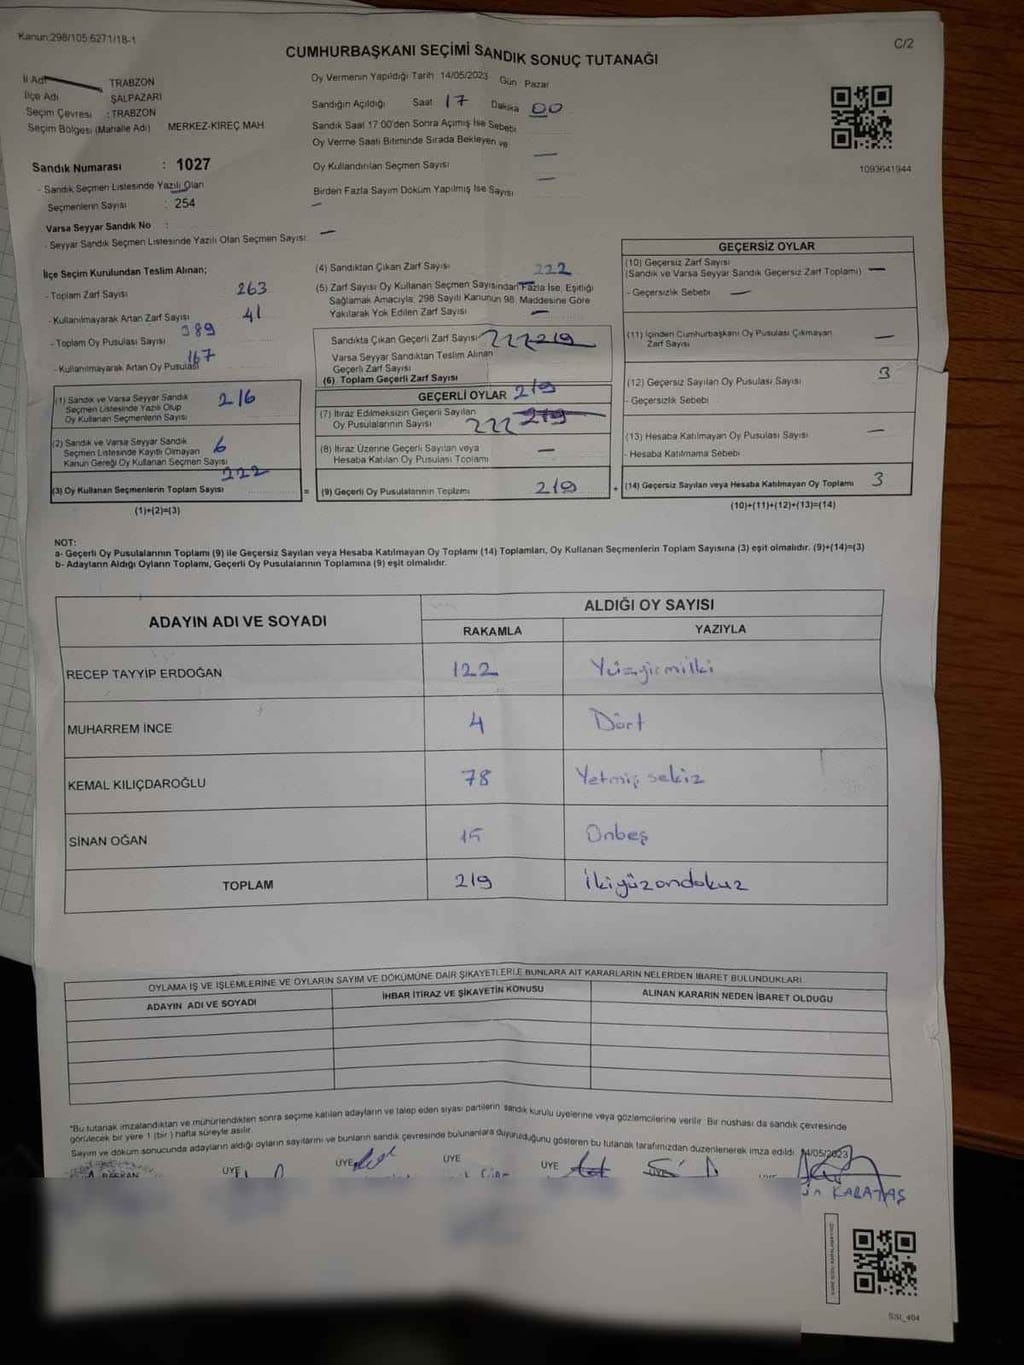 Kanun:298/105:6271/18-1
C/2
CUMHURBAŞKANI SEÇİMİ SANDIK SONUÇ TUTANAĞI
İl Adı TRABZON
İlçe Adı ŞALPAZARI
Seçim Çevresi : TRABZON
Seçim Bölgesi (Mahalle Adı) MERKEZ-KİREÇ MAH
Oy Vermenin Yapıldığı Tarih: 14/05/2023 Gün Pazar
Sandığın Açıldığı Saat 17 Dakika 00
Sandık Saat 17:00'den Sonra Açımış İse Sebebi
Oy Verme Saati Bitiminde Sırada Bekleyen ve
Oy Kullandırılan Seçmen Sayısı —
Birden Fazla Sayım Döküm Yapılmış İse Sayısı —
1093641944
Sandık Numarası : 1027
- Sandık Seçmen Listesinde Yazılı Olan
Seçmenlerin Sayısı : 254
Varsa Seyyar Sandık No :
- Seyyar Sandık Seçmen Listesinde Yazılı Olan Seçmen Sayısı: —
İlçe Seçim Kurulundan Teslim Alınan;
- Toplam Zarf Sayısı 263
- Kullanılmayarak Artan Zarf Sayısı 41
- Toplam Oy Pusulası Sayısı 389
- Kullanılmayarak Artan Oy Pusulası 167
(1) Sandık ve Varsa Seyyar Sandık
Seçmen Listesinde Yazılı Olup
Oy Kullanan Seçmenlerin Sayısı 216
(2) Sandık ve Varsa Seyyar Sandık
Seçmen Listesinde Kayıtlı Olmayan
Kanun Gereği Oy Kullanan Seçmen Sayısı 6
(3) Oy Kullanan Seçmenlerin Toplam Sayısı 222
(1)+(2)=(3)
(4) Sandıktan Çıkan Zarf Sayısı 222
(5) Zarf Sayısı Oy Kullanan Seçmen Sayısından Fazla İse, Eşitliği
Sağlamak Amacıyla; 298 Sayılı Kanunun 98. Maddesine Göre
Yakılarak Yok Edilen Zarf Sayısı —
Sandıkta Çıkan Geçerli Zarf Sayısı 222 219
Varsa Seyyar Sandıktan Teslim Alınan
Geçerli Zarf Sayısı
(6) Toplam Geçerli Zarf Sayısı
GEÇERLİ OYLAR 219
(7) İtiraz Edilmeksizin Geçerli Sayılan
Oy Pusulalarının Sayısı 222 219
(8) İtiraz Üzerine Geçerli Sayılan veya
Hesaba Katılan Oy Pusulası Toplamı —
= (9) Geçerli Oy Pusulalarının Toplamı 219 +
GEÇERSİZ OYLAR
(10) Geçersiz Zarf Sayısı
(Sandık ve Varsa Seyyar Sandık Geçersiz Zarf Toplamı) —
- Geçersizlik Sebebi —
(11) İçinden Cumhurbaşkanı Oy Pusulası Çıkmayan
Zarf Sayısı —
(12) Geçersiz Sayılan Oy Pusulası Sayısı 3
- Geçersizlik Sebebi
(13) Hesaba Katılmayan Oy Pusulası Sayısı —
- Hesaba Katılmama Sebebi
(14) Geçersiz Sayılan veya Hesaba Katılmayan Oy Toplamı 3
(10)+(11)+(12)+(13)=(14)
NOT:
a- Geçerli Oy Pusulalarının Toplamı (9) ile Geçersiz Sayılan veya Hesaba Katılmayan Oy Toplamı (14) Toplamları, Oy Kullanan Seçmenlerin Toplam Sayısına (3) eşit olmalıdır. (9)+(14)=(3)
b- Adayların Aldığı Oyların Toplamı, Geçerli Oy Pusulalarının Toplamına (9) eşit olmalıdır.
ADAYIN ADI VE SOYADI
ALDIĞI OY SAYISI
RAKAMLA YAZIYLA
RECEP TAYYİP ERDOĞAN 122 Yüzyirmiİki
MUHARREM İNCE 4 Dört
KEMAL KILIÇDAROĞLU 78 Yetmiş sekiz
SİNAN OĞAN 15 Onbeş
TOPLAM 219 İkiyüzondokuz
OYLAMA İŞ VE İŞLEMLERİNE VE OYLARIN SAYIM VE DÖKÜMÜNE DAİR ŞİKAYETLERLE BUNLARA AİT KARARLARIN NELERDEN İBARET BULUNDUKLARI
ADAYIN ADI VE SOYADI İHBAR İTİRAZ VE ŞİKAYETİN KONUSU ALINAN KARARIN NEDEN İBARET OLDUĞU
"Bu tutanak imzalandıktan ve mühürlendikten sonra seçime katılan adayların ve talep eden siyasi partilerin sandık kurulu üyelerine veya gözlemcilerine verilir. Bir nüshası da sandık çevresinde
görülecek bir yere 1 (bir) hafta süreyle asılır.
Sayım ve döküm sonucunda adayların aldığı oyların sayılarını ve bunların sandık çevresinde bulunanlara duyurulduğunu gösteren bu tutanak tarafımızdan düzenlenerek imza edildi. 14/05/2023
BAŞKAN ÜYE ÜYE ÜYE ÜYE
KARATAŞ
SSI_404